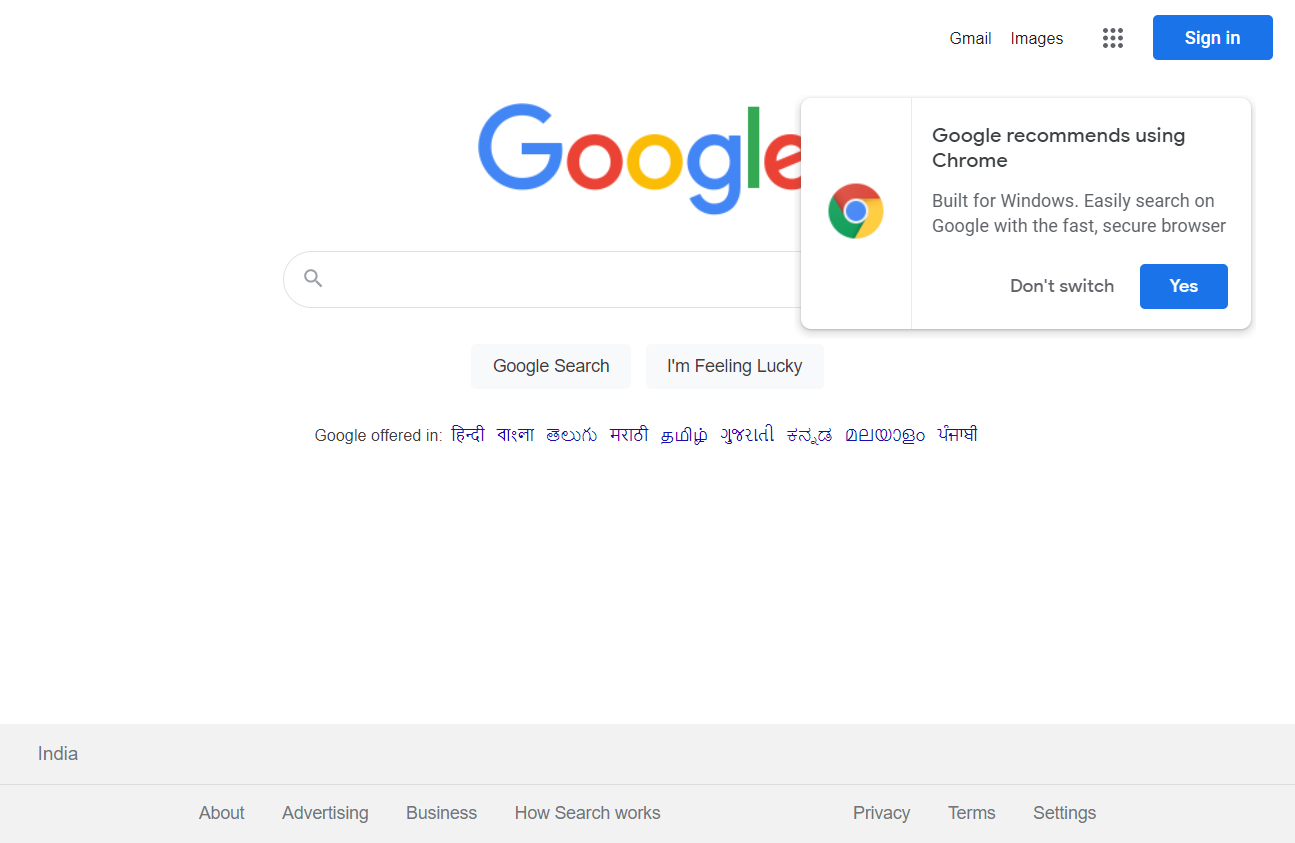 Gmail Images Sign in
Google
Google recommends using
Chrome
Built for Windows. Easily search on
Google with the fast, secure browser
Don't switch Yes
Google Search I'm Feeling Lucky
Google offered in: हिन्दी বাংলা తెలుగు मराठी தமிழ் ગુજરાતી ಕನ್ನಡ മലയാളം ਪੰਜਾਬੀ
India
About Advertising Business How Search works Privacy Terms Settings